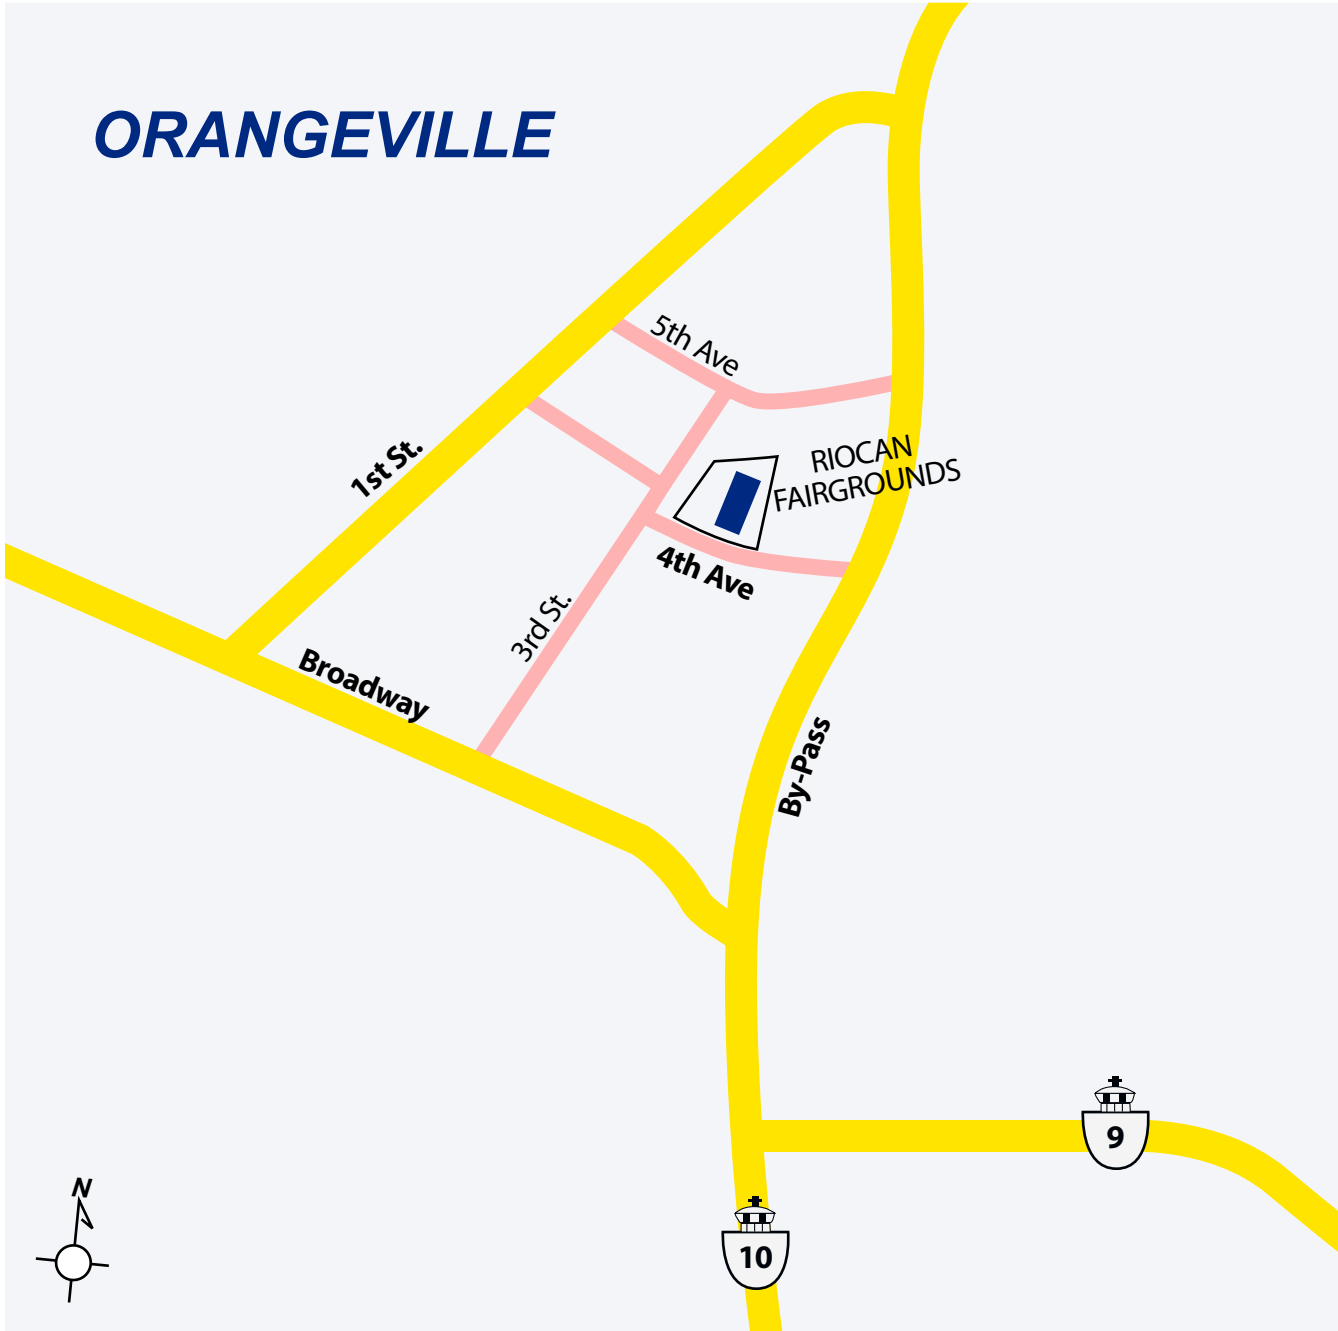 ORANGEVILLE
5th Ave
1st St.
RIOCAN
FAIRGROUNDS
4th Ave
3rd St.
Broadway
By-Pass
9
N
10